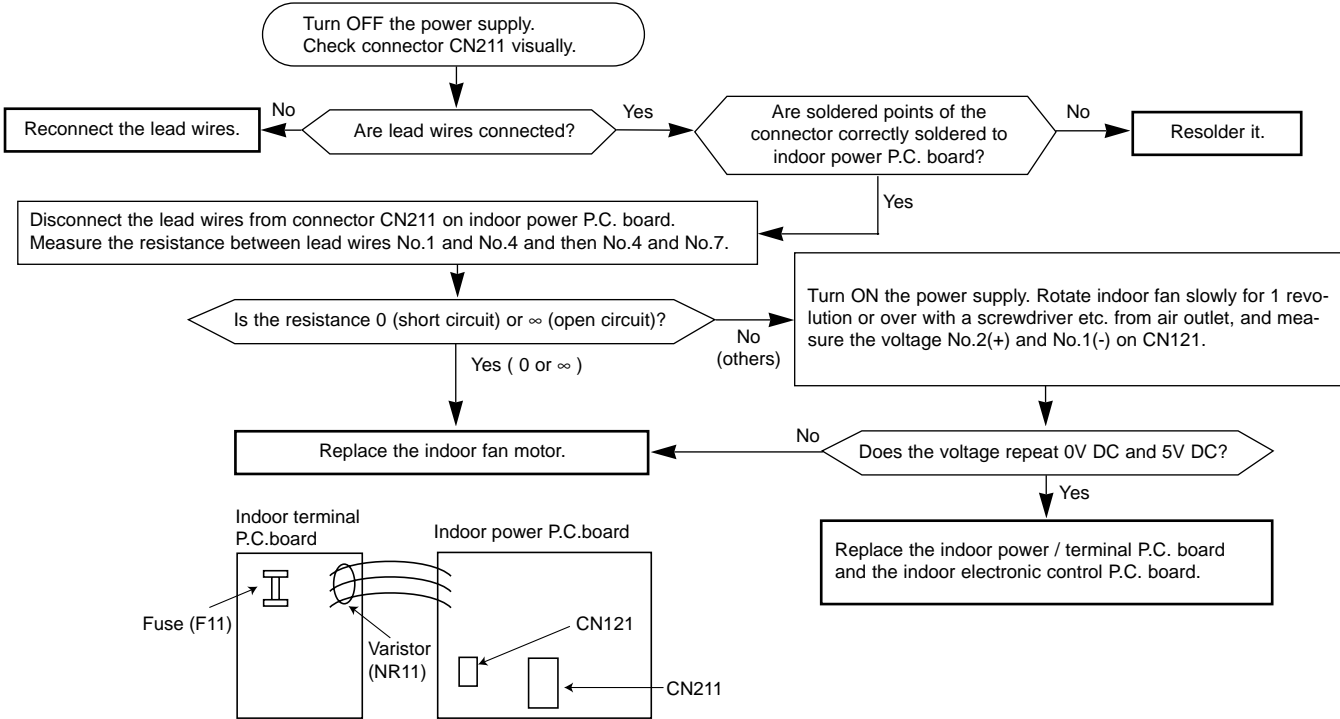 Turn OFF the power supply.
Check connector CN211 visually.
No
Reconnect the lead wires.
Are lead wires connected?
Yes
Are soldered points of the
connector correctly soldered to
indoor power P.C. board?
No
Resolder it.
Yes
Disconnect the lead wires from connector CN211 on indoor power P.C. board.
Measure the resistance between lead wires No.1 and No.4 and then No.4 and No.7.
Is the resistance 0 (short circuit) or ∞ (open circuit)?
No
(others)
Turn ON the power supply. Rotate indoor fan slowly for 1 revo-
lution or over with a screwdriver etc. from air outlet, and mea-
sure the voltage No.2(+) and No.1(-) on CN121.
Yes ( 0 or ∞ )
Replace the indoor fan motor.
No
Does the voltage repeat 0V DC and 5V DC?
Yes
Replace the indoor power / terminal P.C. board
and the indoor electronic control P.C. board.
Indoor terminal
P.C.board
Indoor power P.C.board
Fuse (F11)
Varistor
(NR11)
CN121
CN211